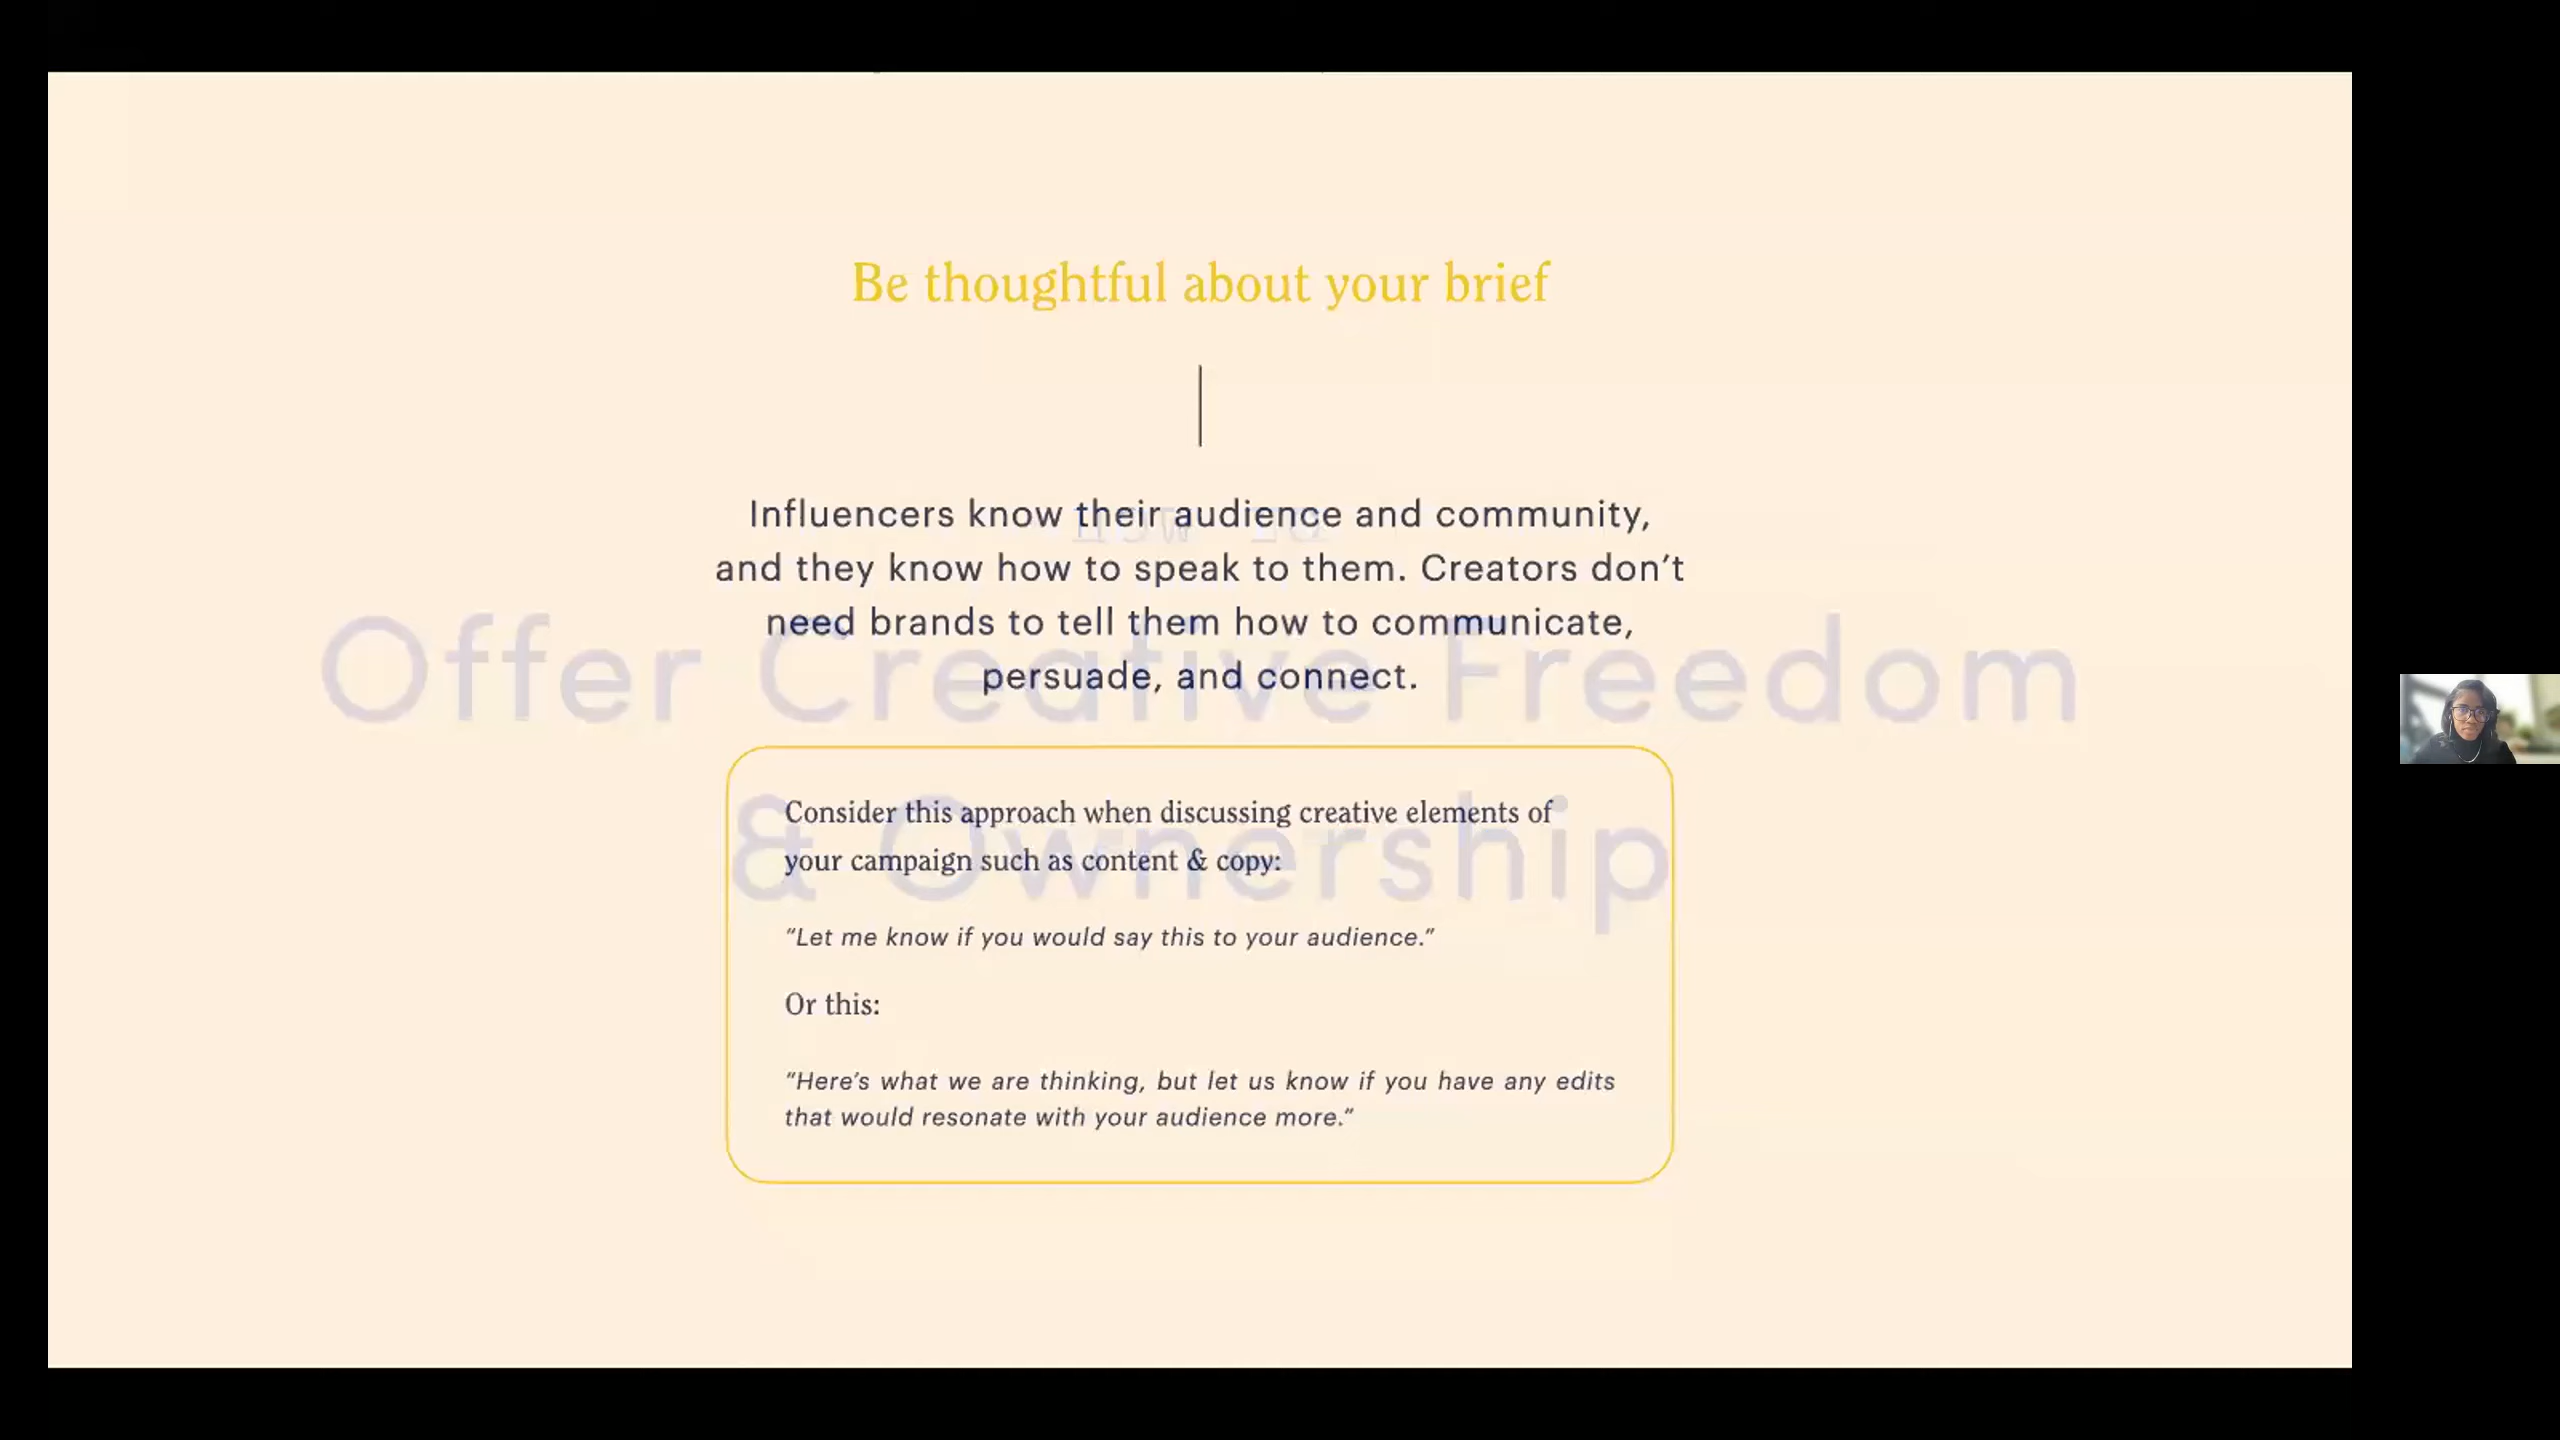 Be thoughtful about your brief
HOW TO
Influencers know their audience and community,
and they know how to speak to them. Creators don’t
need brands to tell them how to communicate,
persuade, and connect.
Offer Creative Freedom
& Ownership
Consider this approach when discussing creative elements of
your campaign such as content & copy:
“Let me know if you would say this to your audience.”
Or this:
“Here’s what we are thinking, but let us know if you have any edits
that would resonate with your audience more.”